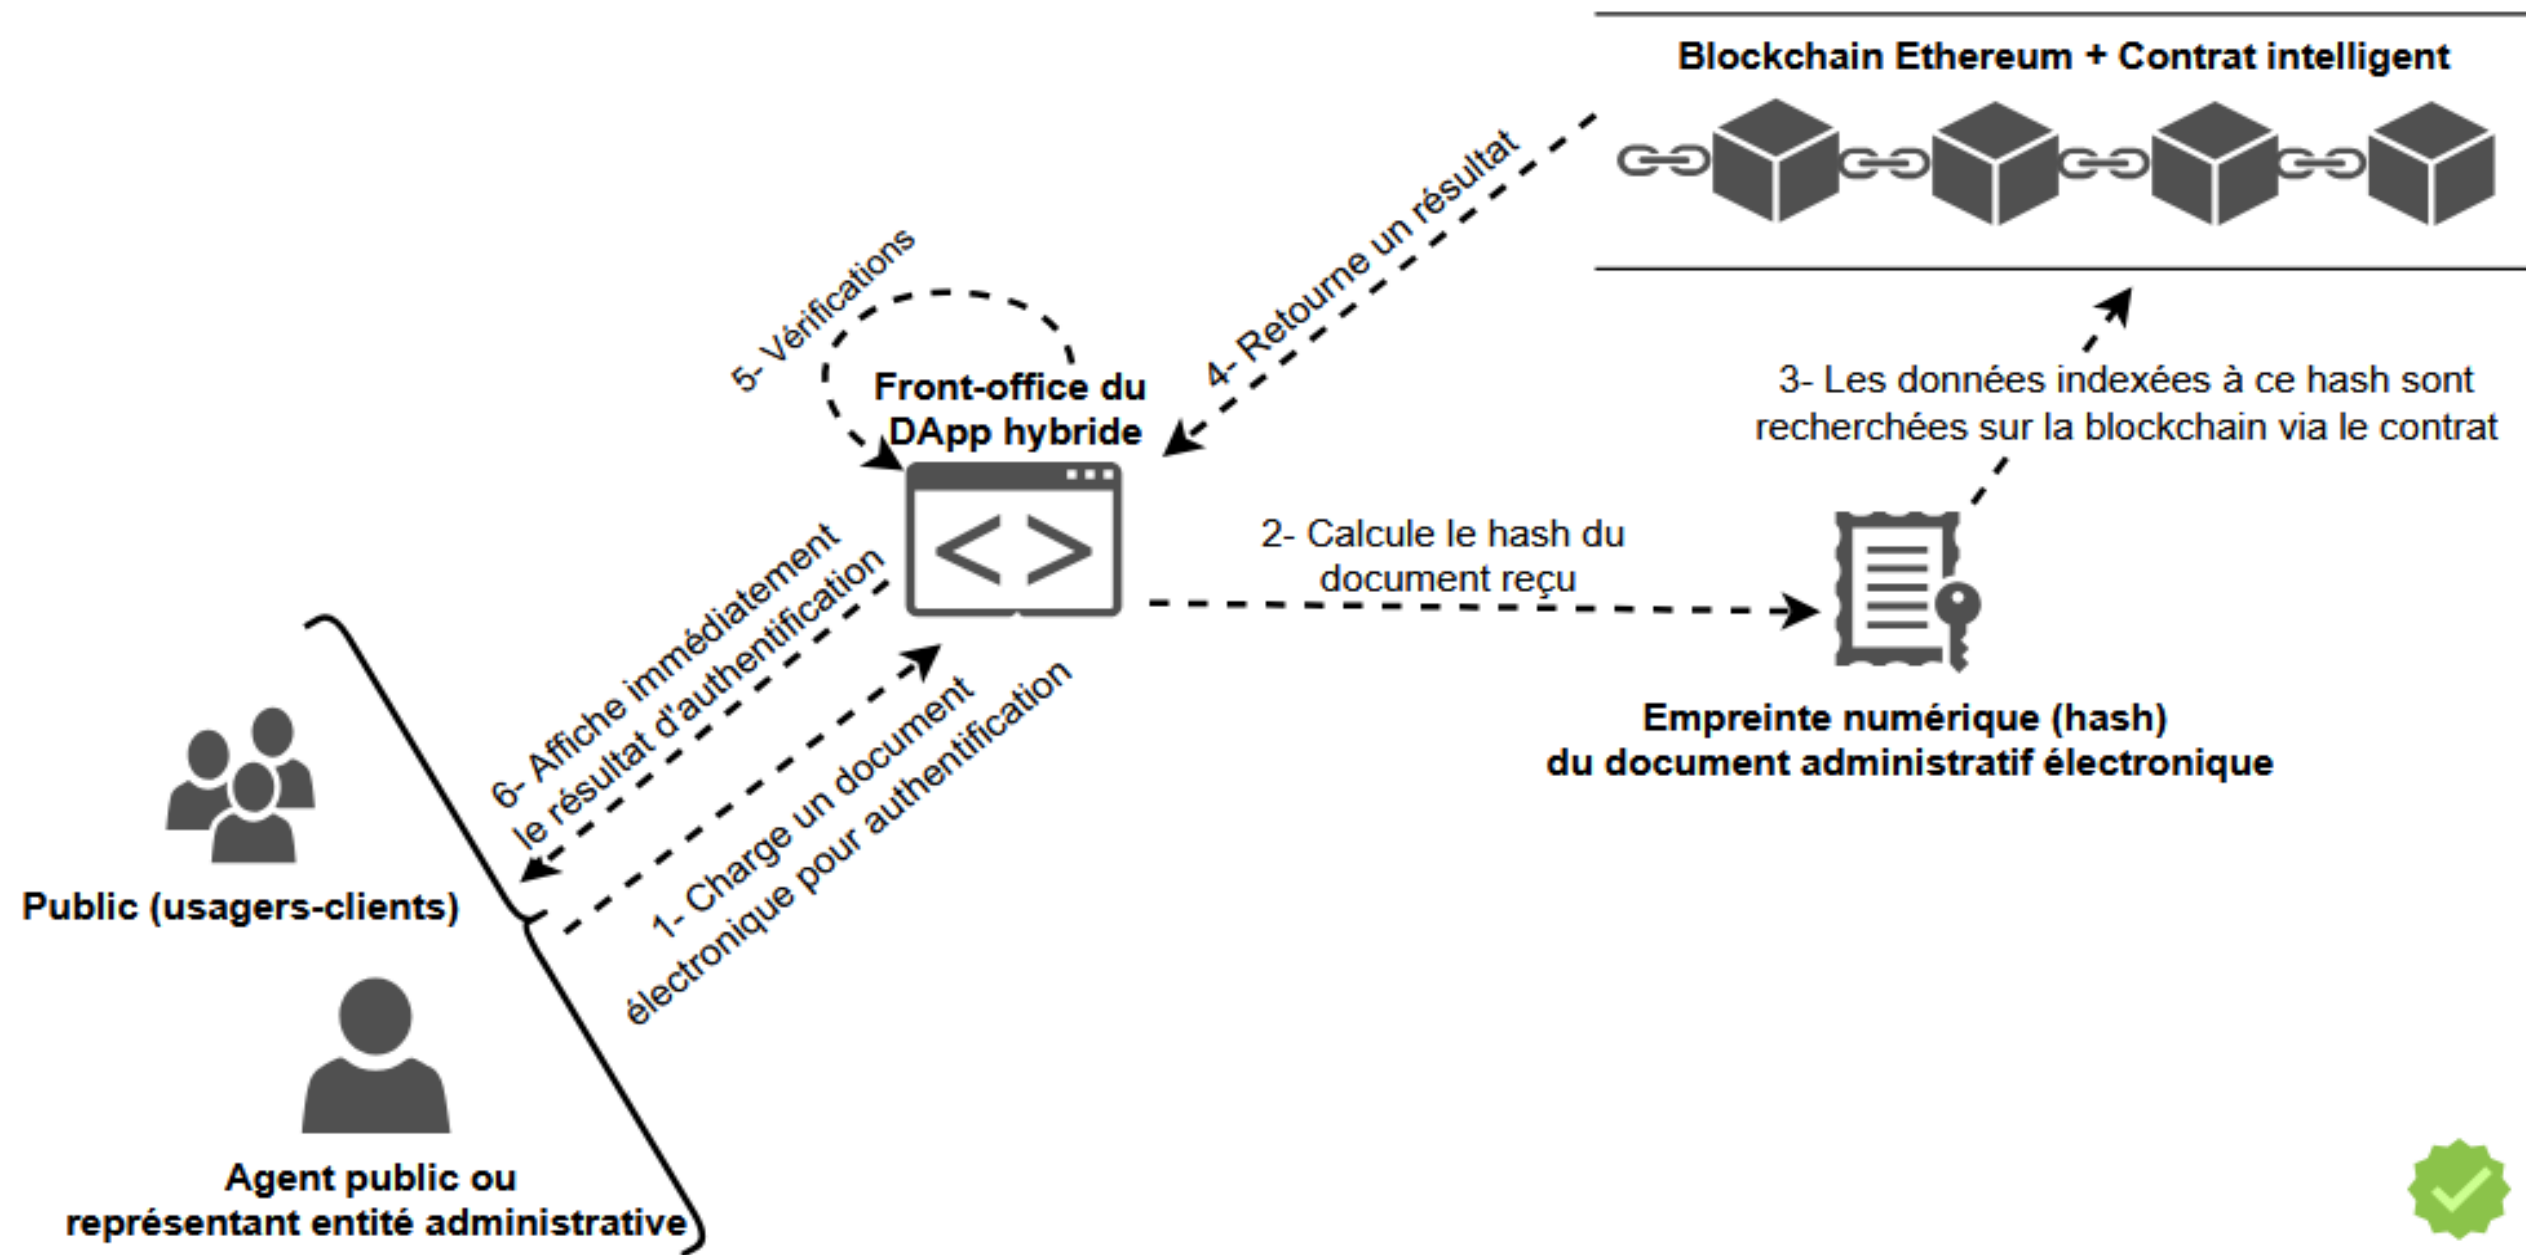 Blockchain Ethereum + Contrat intelligent
4- Retourne un résultat
5- Vérifications
Front-office du
DApp hybride
3- Les données indexées à ce hash sont
recherchées sur la blockchain via le contrat
2- Calcule le hash du
document reçu
6- Affiche immédiatement
le résultat d'authentification
1- Charge un document
électronique pour authentification
Empreinte numérique (hash)
du document administratif électronique
Public (usagers-clients)
Agent public ou
représentant entité administrative